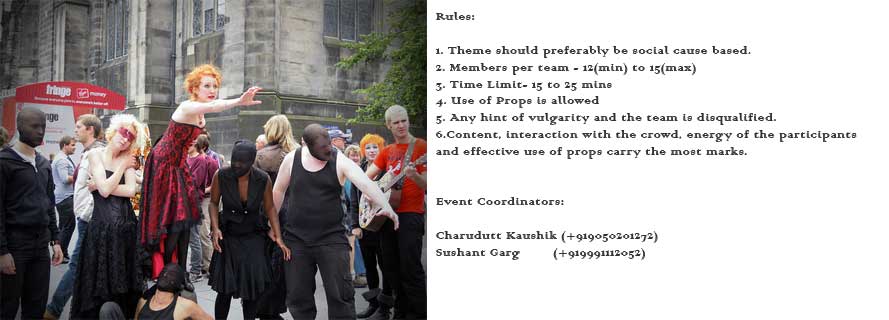 fringe
Virgin money
Rules:
1. Theme should preferably be social cause based.
2. Members per team - 12(min) to 15(max)
3. Time Limit- 15 to 25 mins
4. Use of Props is allowed
5. Any hint of vulgarity and the team is disqualified.
6.Content, interaction with the crowd, energy of the participants
and effective use of props carry the most marks.
Event Coordinators:
Charudutt Kaushik (+919050201272)
Sushant Garg (+919991112052)